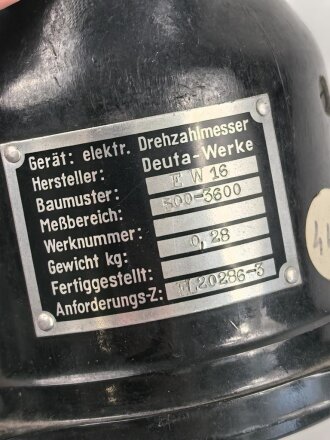 Gerät: elektr. Drehzahlmesser
Hersteller: Deuta-Werke
Baumuster: E W 16
Meßbereich: 500-3600
Werknummer:
Gewicht kg: 0,28
Fertiggestellt:
Anforderungs-Z: 20286-3